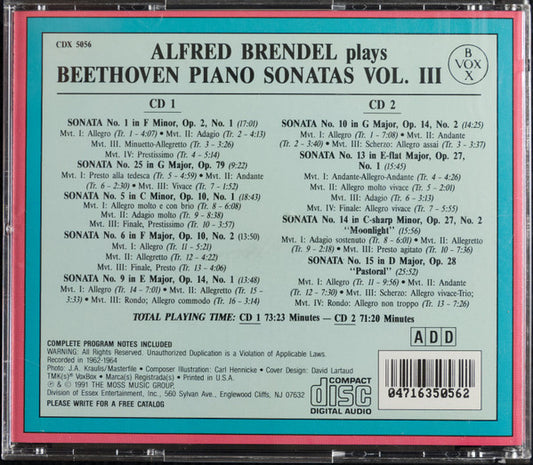 CDX 5056
ALFRED BRENDEL plays
BEETHOVEN PIANO SONATAS VOL. III
B
VOX
X
CD 1
SONATA No. 1 in F Minor, Op. 2, No. 1 (17:01)
Mvt. I: Allegro (Tr. 1 - 4:07) • Mvt. II: Adagio (Tr. 2 - 4:13)
Mvt. III. Minuetto-Allegretto (Tr. 3 - 3:26)
Mvt. IV: Prestissimo (Tr. 4 - 5:14)
SONATA No. 25 in G Major, Op. 79 (9:22)
Mvt. I: Presto alla tedesca (Tr. 5 - 4:59) • Mvt. II: Andante
(Tr. 6 - 2:30) • Mvt. III: Vivace (Tr. 7 - 1:52)
SONATA No. 5 in C Minor, Op. 10, No. 1 (18:43)
Mvt. I: Allegro molto e con brio (Tr. 8 - 6:08)
Mvt. II: Adagio molto (Tr. 9 - 8:38)
Mvt. III: Finale, Prestissimo (Tr. 10 - 3:57)
SONATA No. 6 in F Major, Op. 10, No. 2 (13:50)
Mvt. I: Allegro (Tr. 11 - 5:21)
Mvt. II: Allegretto (Tr. 12 - 4:22)
Mvt. III: Finale, Presto (Tr. 13 - 4:06)
SONATA No. 9 in E Major, Op. 14, No. 1 (13:48)
Mvt. I: Allegro (Tr. 14 - 7:01) • Mvt. II: Allegretto (Tr. 15 -
3:33) • Mvt. III: Rondo; Allegro commodo (Tr. 16 - 3:14)
CD 2
SONATA No. 10 in G Major, Op. 14, No. 2 (14:25)
Mvt. I: Allegro (Tr. 1 - 7:08) • Mvt. II: Andante
(Tr. 2 - 3:40) • Mvt. III: Scherzo: Allegro assai (Tr. 3 - 3:37)
SONATA No. 13 in E-flat Major, Op. 27,
No. 1 (15:45)
Mvt. I: Andante-Allegro-Andante (Tr. 4 - 4:26)
Mvt. II: Allegro molto vivace (Tr. 5 - 2:01)
Mvt. III: Adagio (Tr. 6 - 3:13)
Mvt. IV: Finale: Allegro vivace (Tr. 7 - 5:55)
SONATA No. 14 in C-sharp Minor, Op. 27, No. 2
"Moonlight" (15:56)
Mvt. I: Adagio sostenuto (Tr. 8 - 6:01) • Mvt. II: Allegretto
(Tr. 9 - 2:18) • Mvt. III: Presto agitato (Tr. 10 - 7:36)
SONATA No. 15 in D Major, Op. 28
"Pastoral" (25:52)
Mvt. I: Allegro (Tr. 11 - 9:56) • Mvt. II: Andante
(Tr. 12 - 7:30) • Mvt. III: Scherzo: Allegro vivace-Trio;
Mvt. IV: Rondo: Allegro non troppo (Tr. 13 - 7:26)
TOTAL PLAYING TIME: CD 1 73:23 Minutes — CD 2 71:20 Minutes
COMPLETE PROGRAM NOTES INCLUDED
WARNING: All Rights Reserved. Unauthorized Duplication is a Violation of Applicable Laws.
Recorded in 1962-1964
Photo: J.A. Kraulis/Masterfile • Composer Illustration: Carl Hennicke • Cover Design: David Lartaud
TMK(s)® VoxBox • Marca(s) Registrada(s) • Printed in U.S.A.
℗ & © 1991 THE MOSS MUSIC GROUP,
Division of Essex Entertainment, Inc., 560 Sylvan Ave., Englewood Cliffs, NJ 07632
PLEASE WRITE FOR A FREE CATALOG
ADD
COMPACT
disc
DIGITAL AUDIO
04716350562